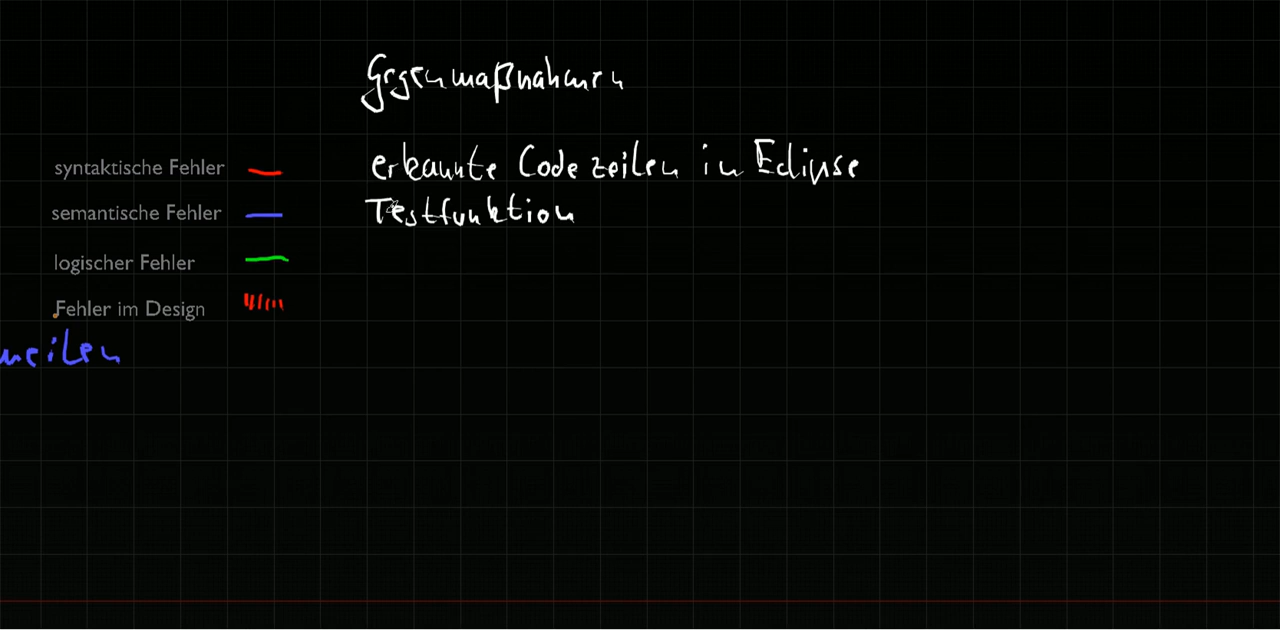 Gegenmaßnahmen
syntaktische Fehler erkannte Codezeilen in Eclipse
semantische Fehler Testfunktion
logischer Fehler
Fehler im Design